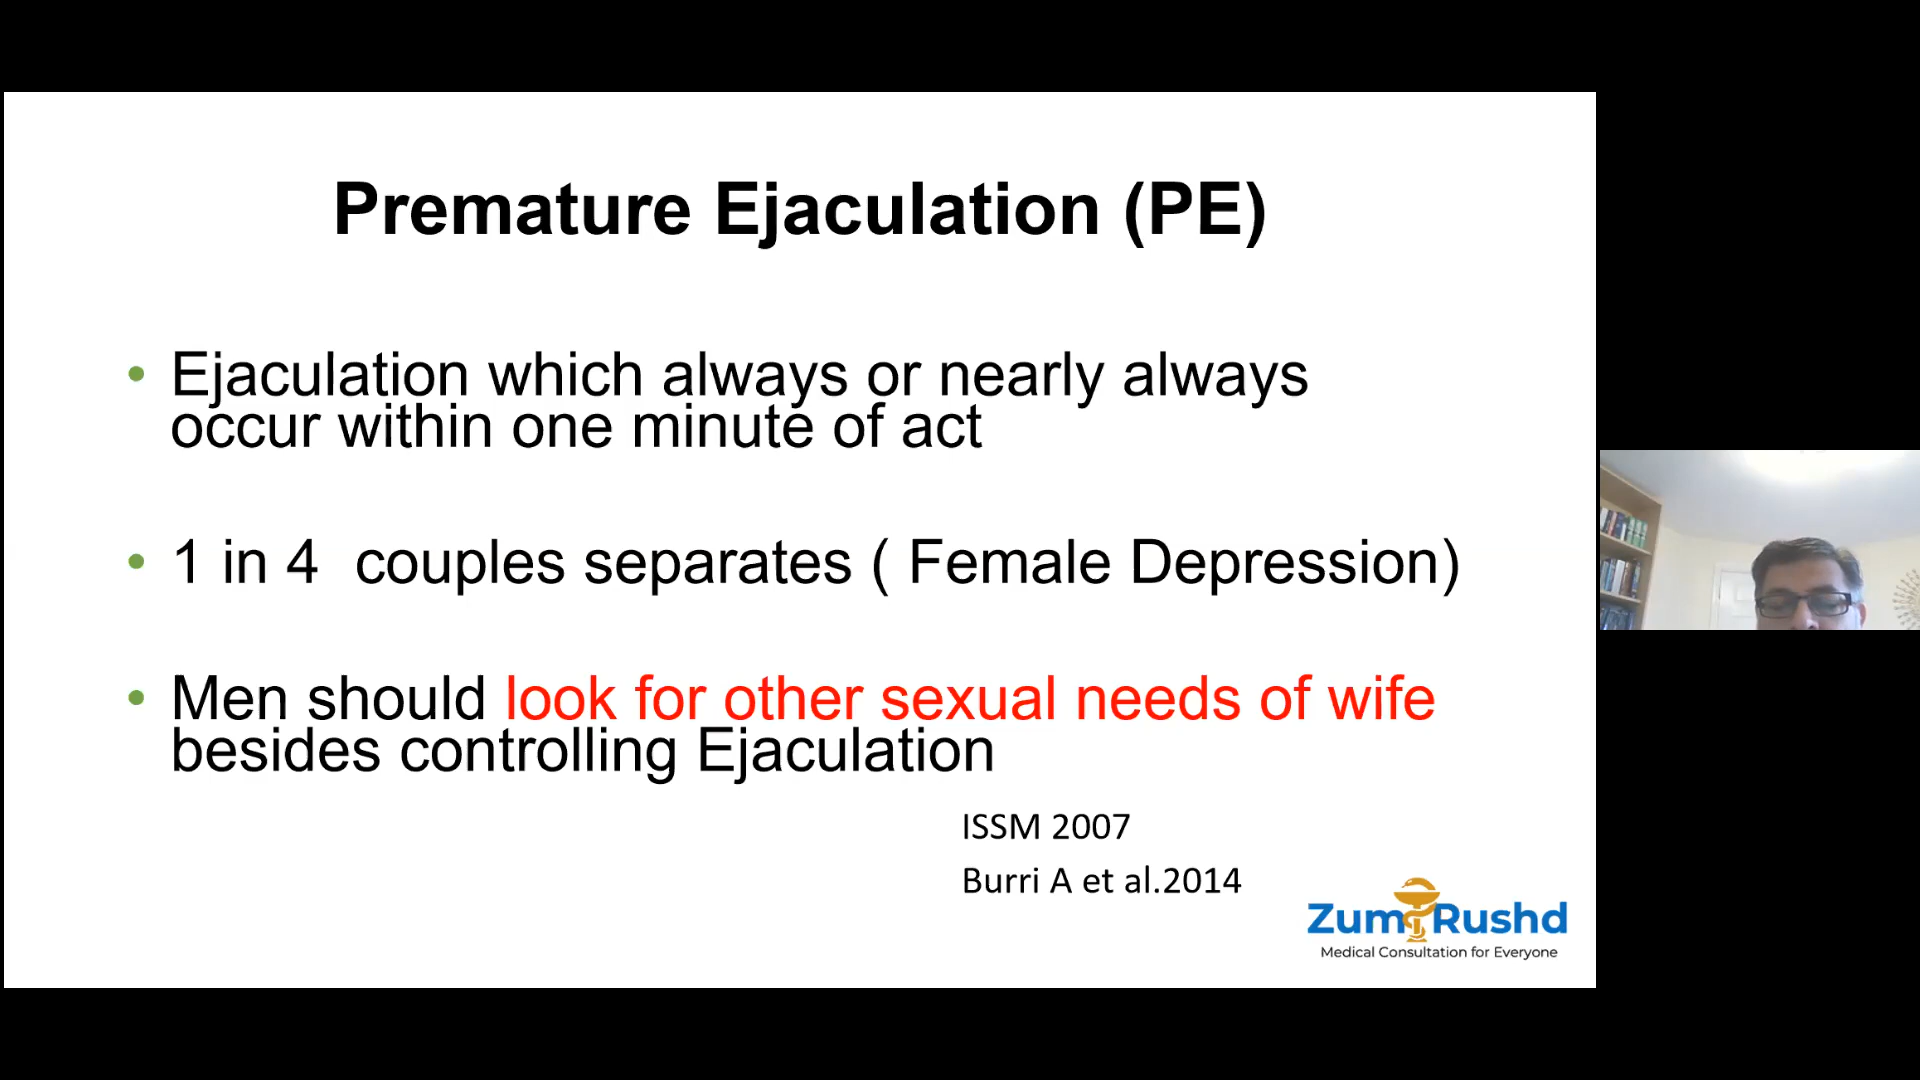 Premature Ejaculation (PE)
• Ejaculation which always or nearly always
occur within one minute of act
• 1 in 4 couples separates ( Female Depression)
• Men should look for other sexual needs of wife
besides controlling Ejaculation
ISSM 2007
Burri A et al.2014
Zum Rushd
Medical Consultation for Everyone